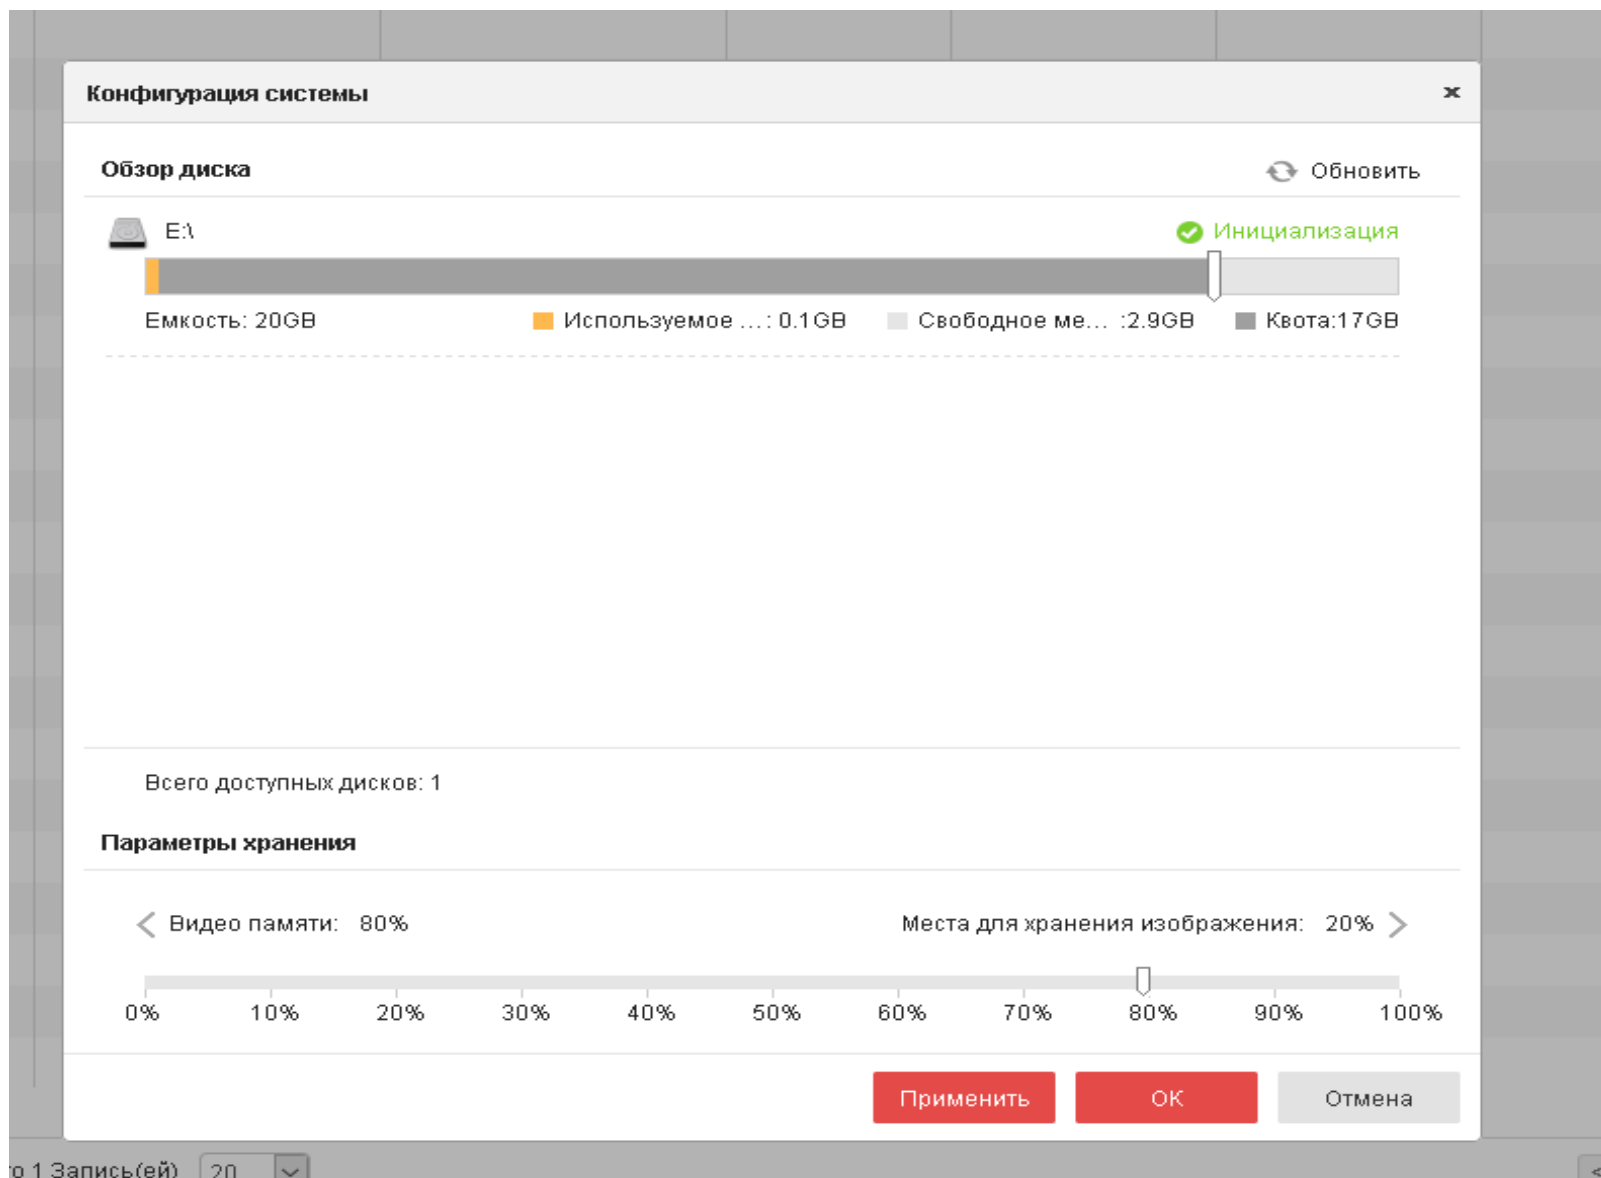 Конфигурация системы
Обзор диска
Обновить
E:\
Инициализация
Емкость: 20GB
Используемое ...: 0.1GB
Свободное ме... :2.9GB
Квота:17GB
Всего доступных дисков: 1
Параметры хранения
Видео памяти: 80%
Места для хранения изображения: 20%
0% 10% 20% 30% 40% 50% 60% 70% 80% 90% 100%
Применить
ОК
Отмена
1 Запись(ей) 20